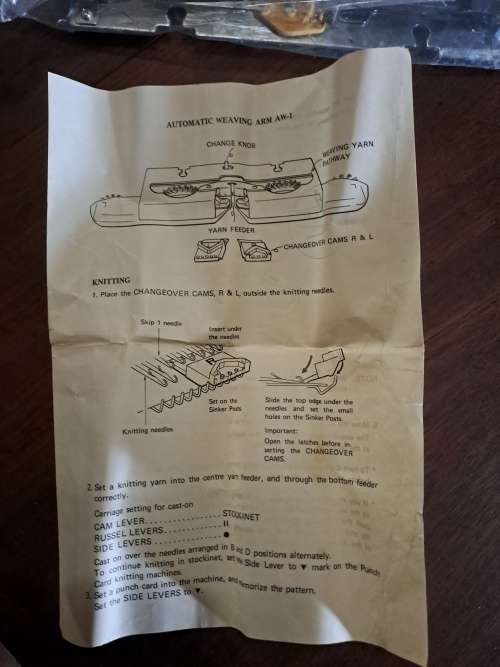 AUTOMATIC WEAVING ARM AW-1
CHANGE KNOB
WEAVING YARN
PATHWAY
YARN FEEDER
CHANGEOVER CAMS R & L
KNITTING
1. Place the CHANGEOVER CAMS, R & L, outside the knitting needles.
Skip 1 needle
Insert under
the needles
Set on the
Sinker Posts
Knitting needles
Slide the top edge under the
needles and set the small
holes on the Sinker Posts.
Important:
Open the latches before in-
serting the CHANGEOVER
CAMS.
2. Set a knitting yarn into the centre yarn feeder, and through the bottom feeder
correctly.
Carriage setting for cast-on
CAM LEVER................ STOCKINET
RUSSEL LEVERS............. II
SIDE LEVERS............... ●
Cast on over the needles arranged in B and D positions alternately.
To continue knitting in stockinet, set the Side Lever to ▼ mark on the Punch
Card knitting machines.
3. Set a punch card into the machine, and memorize the pattern.
Set the SIDE LEVERS to ▼.